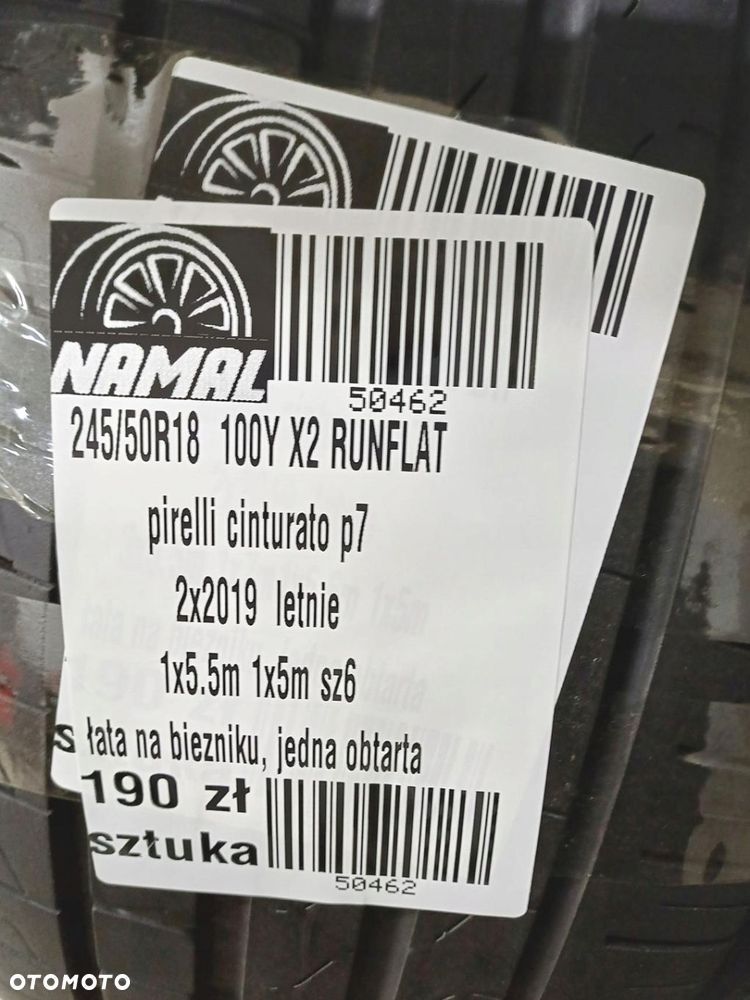 NAMAL
50462
245/50R18 100Y X2 RUNFLAT
pirelli cinturato p7
2x2019 letnie
1x5.5m 1x5m sz6
łata na biezniku, jedna obtarta
s
190 zł
sztuka
50462
OTOMOTO